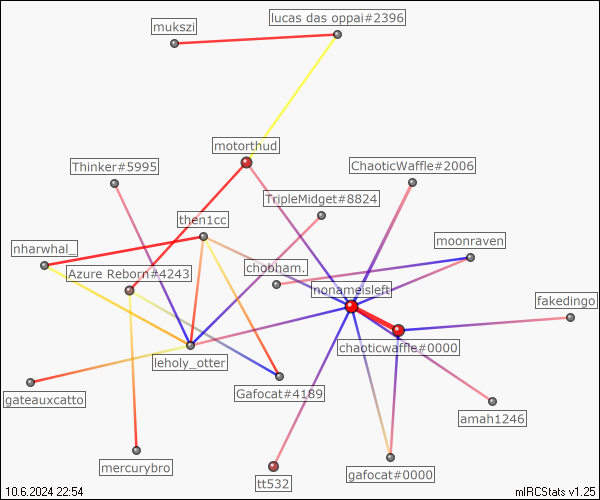 lucas das oppai#2396
mukszi
motorthud
Thinker#5995
ChaoticWaffle#2006
TripleMidget#8824
then1cc
nharwhal_
moonraven
Azure Reborn#4243
chobham.
nonameisleft
fakedingo
chaoticwaffle#0000
leholy_otter
Gafocat#4189
gateauxcatto
amah1246
mercurybro
gafocat#0000
tt532
10.6.2024 22:54
mIRCStats v1.25